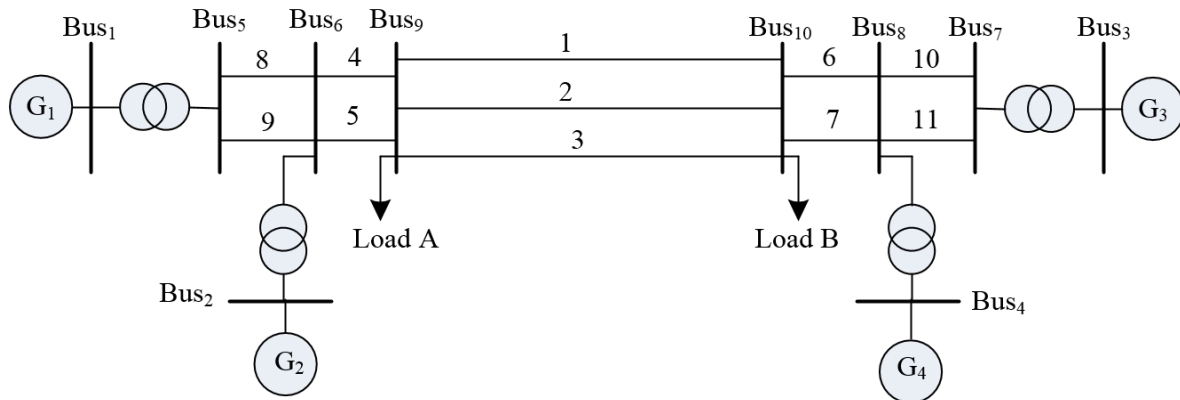 Bus₁
Bus₅
Bus₆
Bus₉
Bus₁₀
Bus₈
Bus₇
Bus₃
8
4
1
6
10
G₁
2
G₃
9
5
7
11
3
Load A
Load B
Bus₂
Bus₄
G₂
G₄